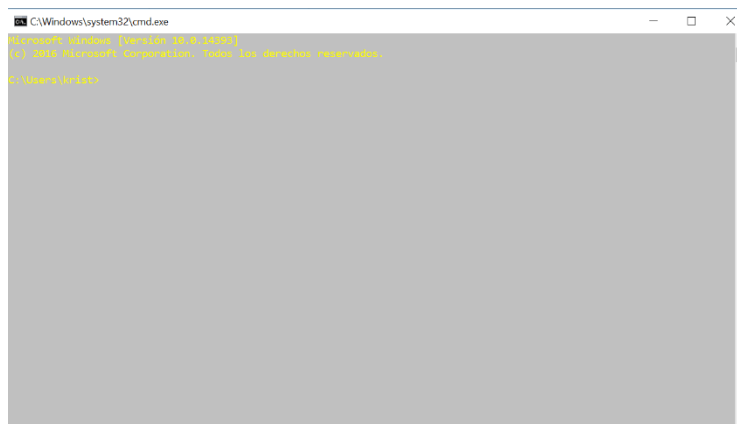 C:\Windows\system32\cmd.exe
Microsoft Windows [Versión 10.0.14393]
(c) 2016 Microsoft Corporation. Todos los derechos reservados.
C:\Users\krist>